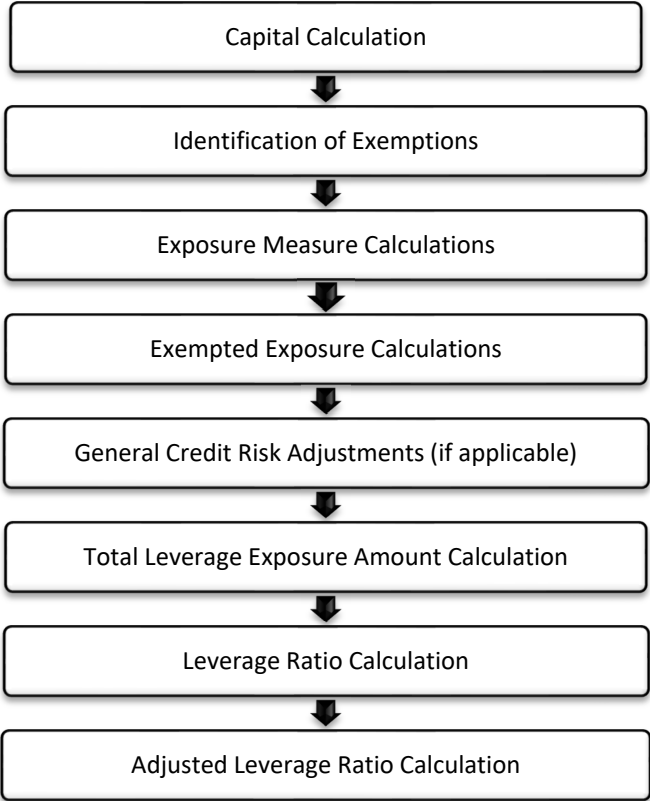 Capital Calculation
Identification of Exemptions
Exposure Measure Calculations
Exempted Exposure Calculations
General Credit Risk Adjustments (if applicable)
Total Leverage Exposure Amount Calculation
Leverage Ratio Calculation
Adjusted Leverage Ratio Calculation